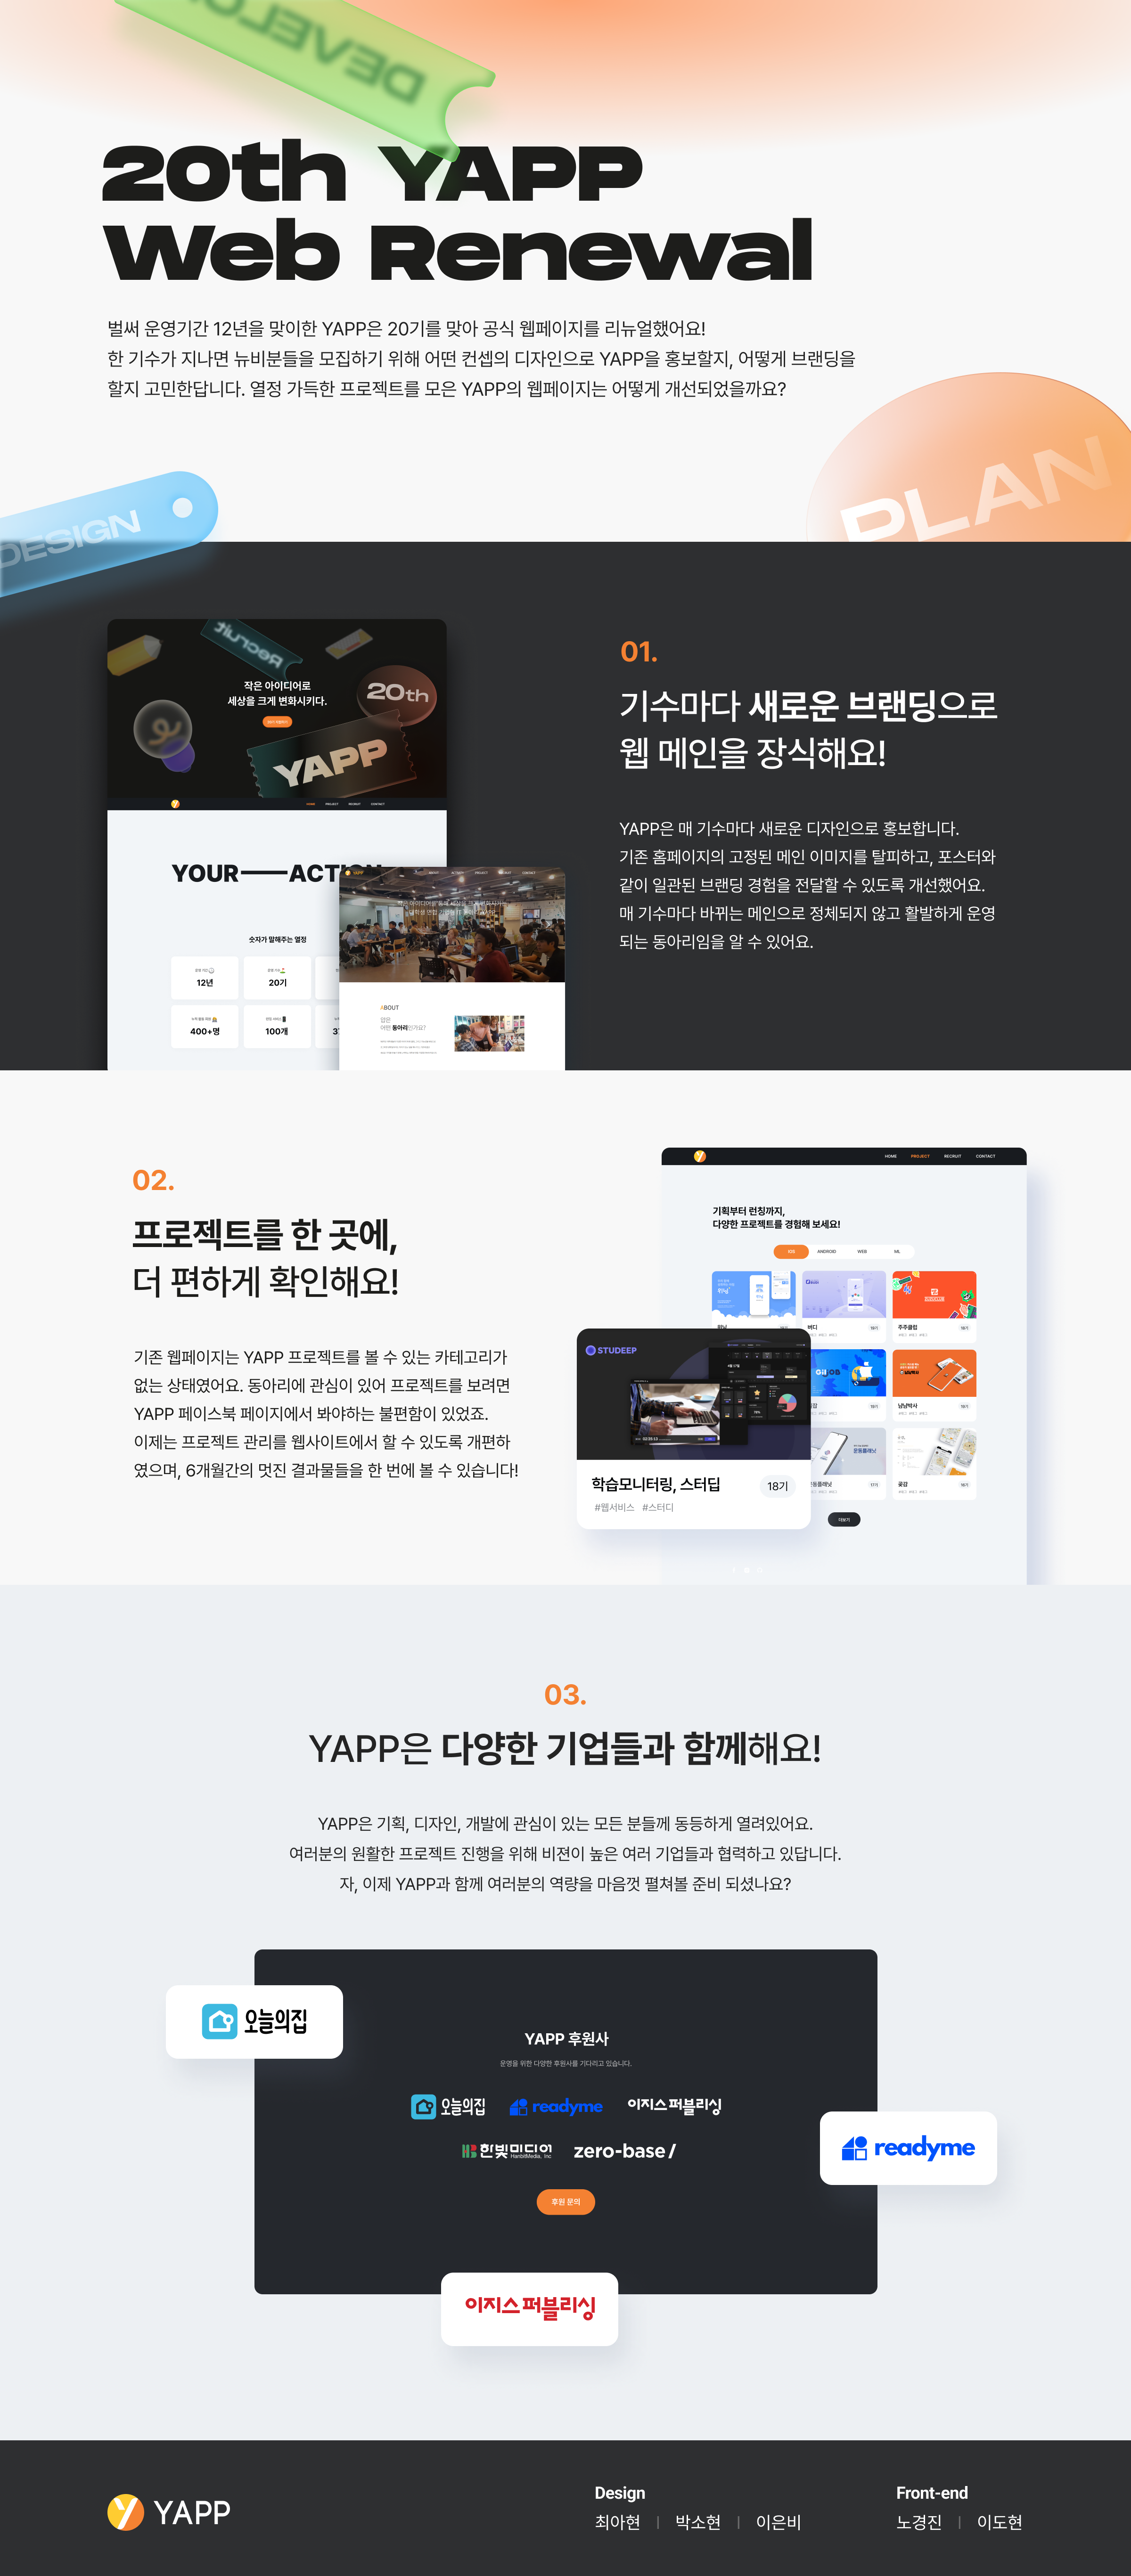 DEVELO
20th YAPP
Web Renewal
벌써 운영기간 12년을 맞이한 YAPP은 20기를 맞아 공식 웹페이지를 리뉴얼했어요!
한 기수가 지나면 뉴비분들을 모집하기 위해 어떤 컨셉의 디자인으로 YAPP을 홍보할지, 어떻게 브랜딩을
할지 고민한답니다. 열정 가득한 프로젝트를 모은 YAPP의 웹페이지는 어떻게 개선되었을까요?
PLAN
DESIGN
01.
기수마다 새로운 브랜딩으로
웹 메인을 장식해요!
YAPP은 매 기수마다 새로운 디자인으로 홍보합니다.
기존 홈페이지의 고정된 메인 이미지를 탈피하고, 포스터와
같이 일관된 브랜딩 경험을 전달할 수 있도록 개선했어요.
매 기수마다 바뀌는 메인으로 정체되지 않고 활발하게 운영
되는 동아리임을 알 수 있어요.
Recruit
작은 아이디어로
세상을 크게 변화시키다.
20th
YAPP
HOME PROJECT RECRUIT CONTACT
YOUR ACTION
숫자가 말해주는 열정
12년
20기
400+명
100개
YAPP
ABOUT
어떤 동아리인가요?
02.
프로젝트를 한 곳에,
더 편하게 확인해요!
기존 웹페이지는 YAPP 프로젝트를 볼 수 있는 카테고리가
없는 상태였어요. 동아리에 관심이 있어 프로젝트를 보려면
YAPP 페이스북 페이지에서 봐야하는 불편함이 있었죠.
이제는 프로젝트 관리를 웹사이트에서 할 수 있도록 개편하
였으며, 6개월간의 멋진 결과물들을 한 번에 볼 수 있습니다!
HOME PROJECT RECRUIT CONTACT
기획부터 런칭까지,
다양한 프로젝트를 경험해 보세요!
IOS ANDROID WEB ML
버디
주주클럽
냠냠박사
꽃감
더보기
STUDEEP
학습모니터링, 스터딥
18기
#웹서비스 #스터디
03.
YAPP은 다양한 기업들과 함께해요!
YAPP은 기획, 디자인, 개발에 관심이 있는 모든 분들께 동등하게 열려있어요.
여러분의 원활한 프로젝트 진행을 위해 비젼이 높은 여러 기업들과 협력하고 있답니다.
자, 이제 YAPP과 함께 여러분의 역량을 마음껏 펼쳐볼 준비 되셨나요?
오늘의집
YAPP 후원사
운영을 위한 다양한 후원사를 기다리고 있습니다.
오늘의집 readyme 이지스퍼블리싱
한빛미디어 HanbitMedia, Inc zero-base/
후원 문의
readyme
이지스퍼블리싱
YAPP
Design
최아현 | 박소현 | 이은비
Front-end
노경진 | 이도현